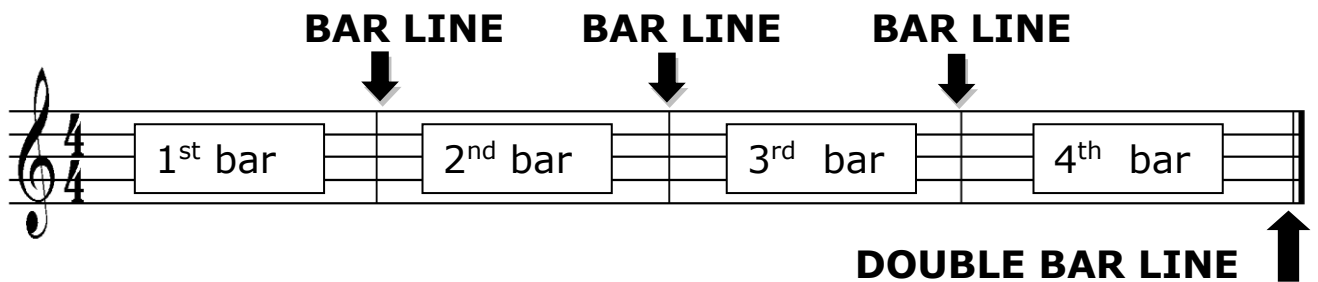 BAR LINE BAR LINE BAR LINE
4
4
1st bar 2nd bar 3rd bar 4th bar
DOUBLE BAR LINE